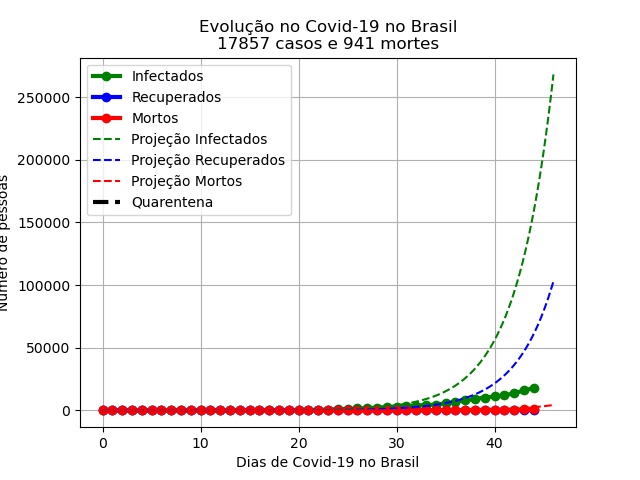 Evolução no Covid-19 no Brasil
17857 casos e 941 mortes
Infectados
Recuperados
Mortos
Projeção Infectados
Projeção Recuperados
Projeção Mortos
Quarentena
250000
200000
150000
100000
50000
0
Número de pessoas
0 10 20 30 40
Dias de Covid-19 no Brasil